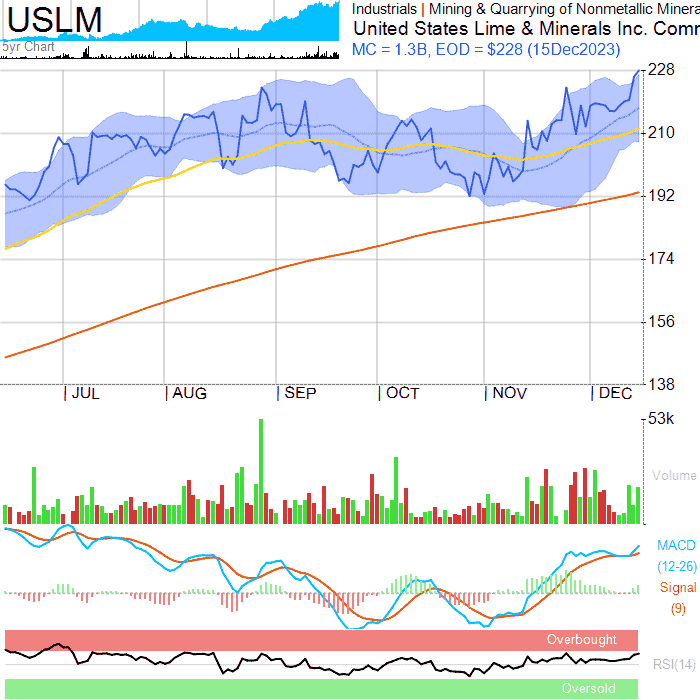 USLM
5yr Chart
Industrials | Mining & Quarrying of Nonmetallic Minera
United States Lime & Minerals Inc. Comm
MC = 1.3B, EOD = $228 (15Dec2023)
228
210
192
174
156
138
JUL AUG SEP OCT NOV DEC
53k
Volume
MACD
(12-26)
Signal
(9)
Overbought
RSI(14)
Oversold